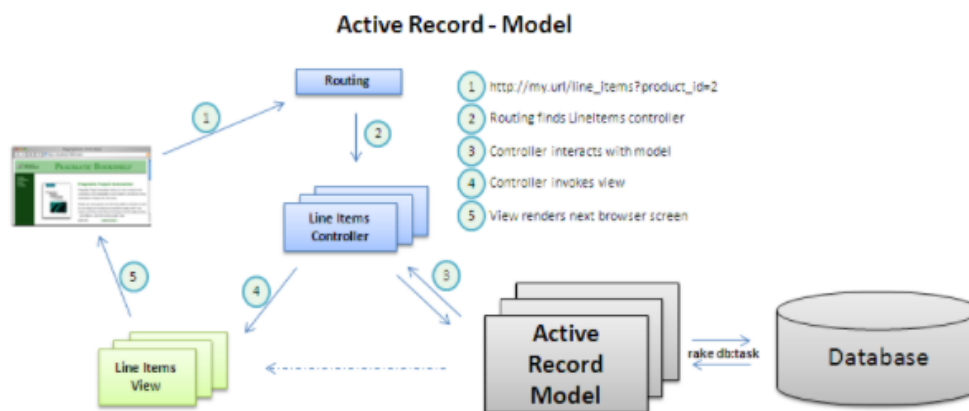 Active Record - Model
Routing
1 http://my.url/line_items?product_id=2
2 Routing finds LineItems controller
3 Controller interacts with model
4 Controller invokes view
5 View renders next browser screen
1
2
PRAGMATIC BOOKSHELF
Line Items
Controller
5
4
3
Line Items
View
Active
Record
Model
rake db:task
Database